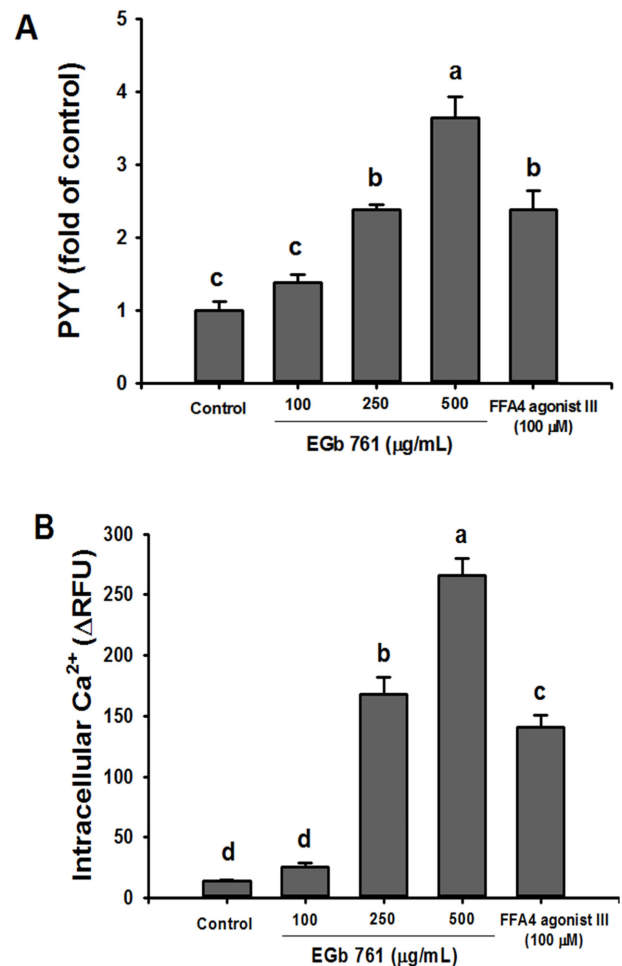 A
PYY (fold of control)
5
4
3
2
1
0
c
c
b
a
b
Control
100
250
500
FFA4 agonist III
(100 μM)
EGb 761 (μg/mL)
B
Intracellular Ca²⁺ (ΔRFU)
300
250
200
150
100
50
0
d
d
b
a
c
Control
100
250
500
FFA4 agonist III
(100 μM)
EGb 761 (μg/mL)